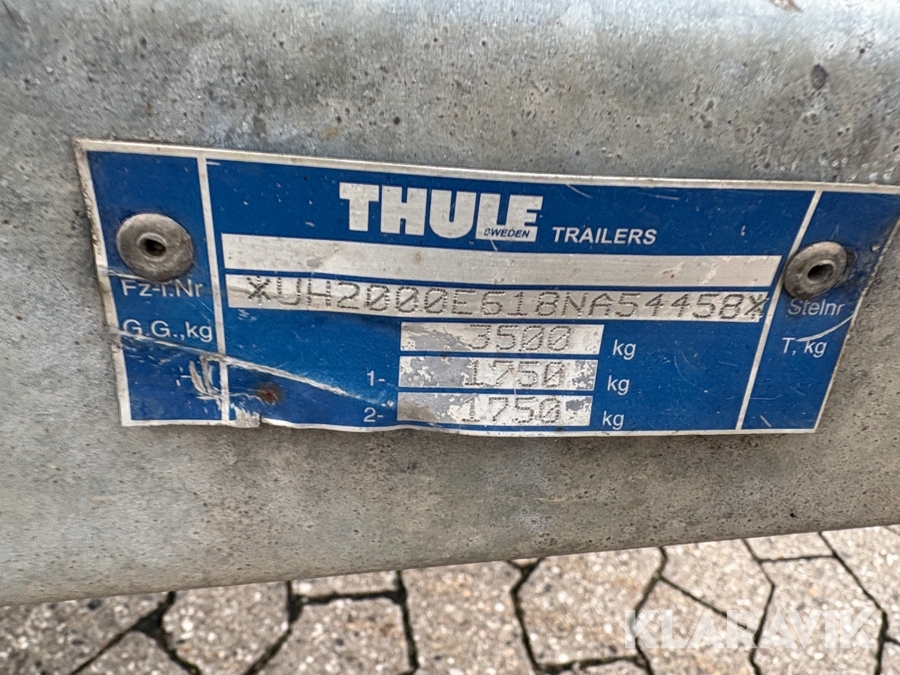 THULE
SWEDEN
TRAILERS
Fz-I.Nr XUH2000E618NA54458X Stelnr
G.G.,kg 3500 kg T, kg
1- 1750 kg
2- 1750 kg
KLARAVIK